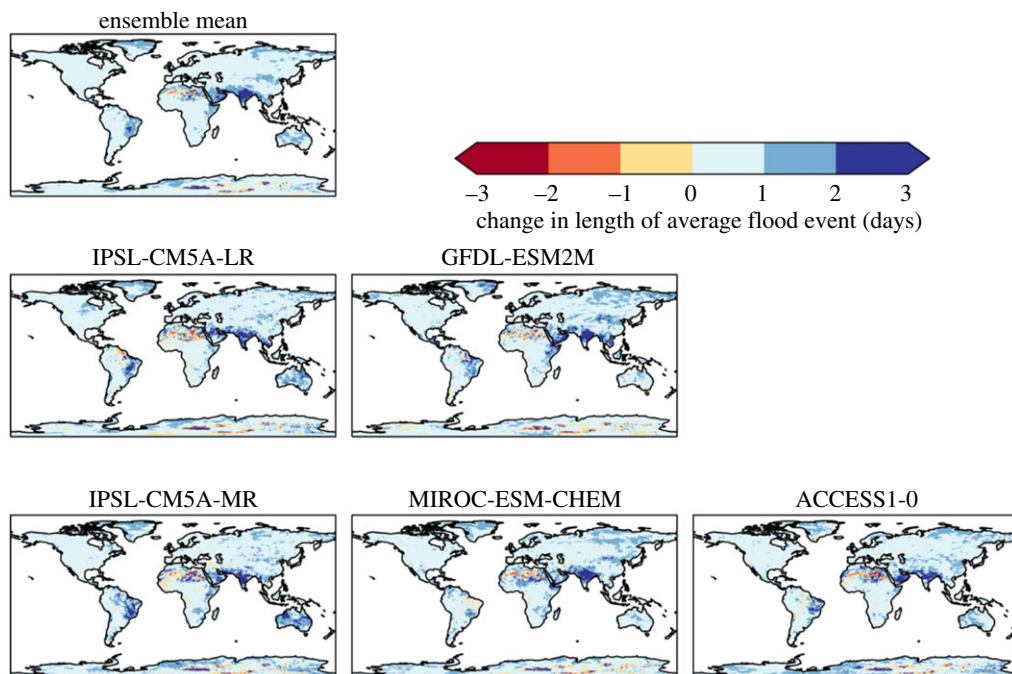 ensemble mean
–3 –2 –1 0 1 2 3
change in length of average flood event (days)
IPSL-CM5A-LR GFDL-ESM2M
IPSL-CM5A-MR MIROC-ESM-CHEM ACCESS1-0